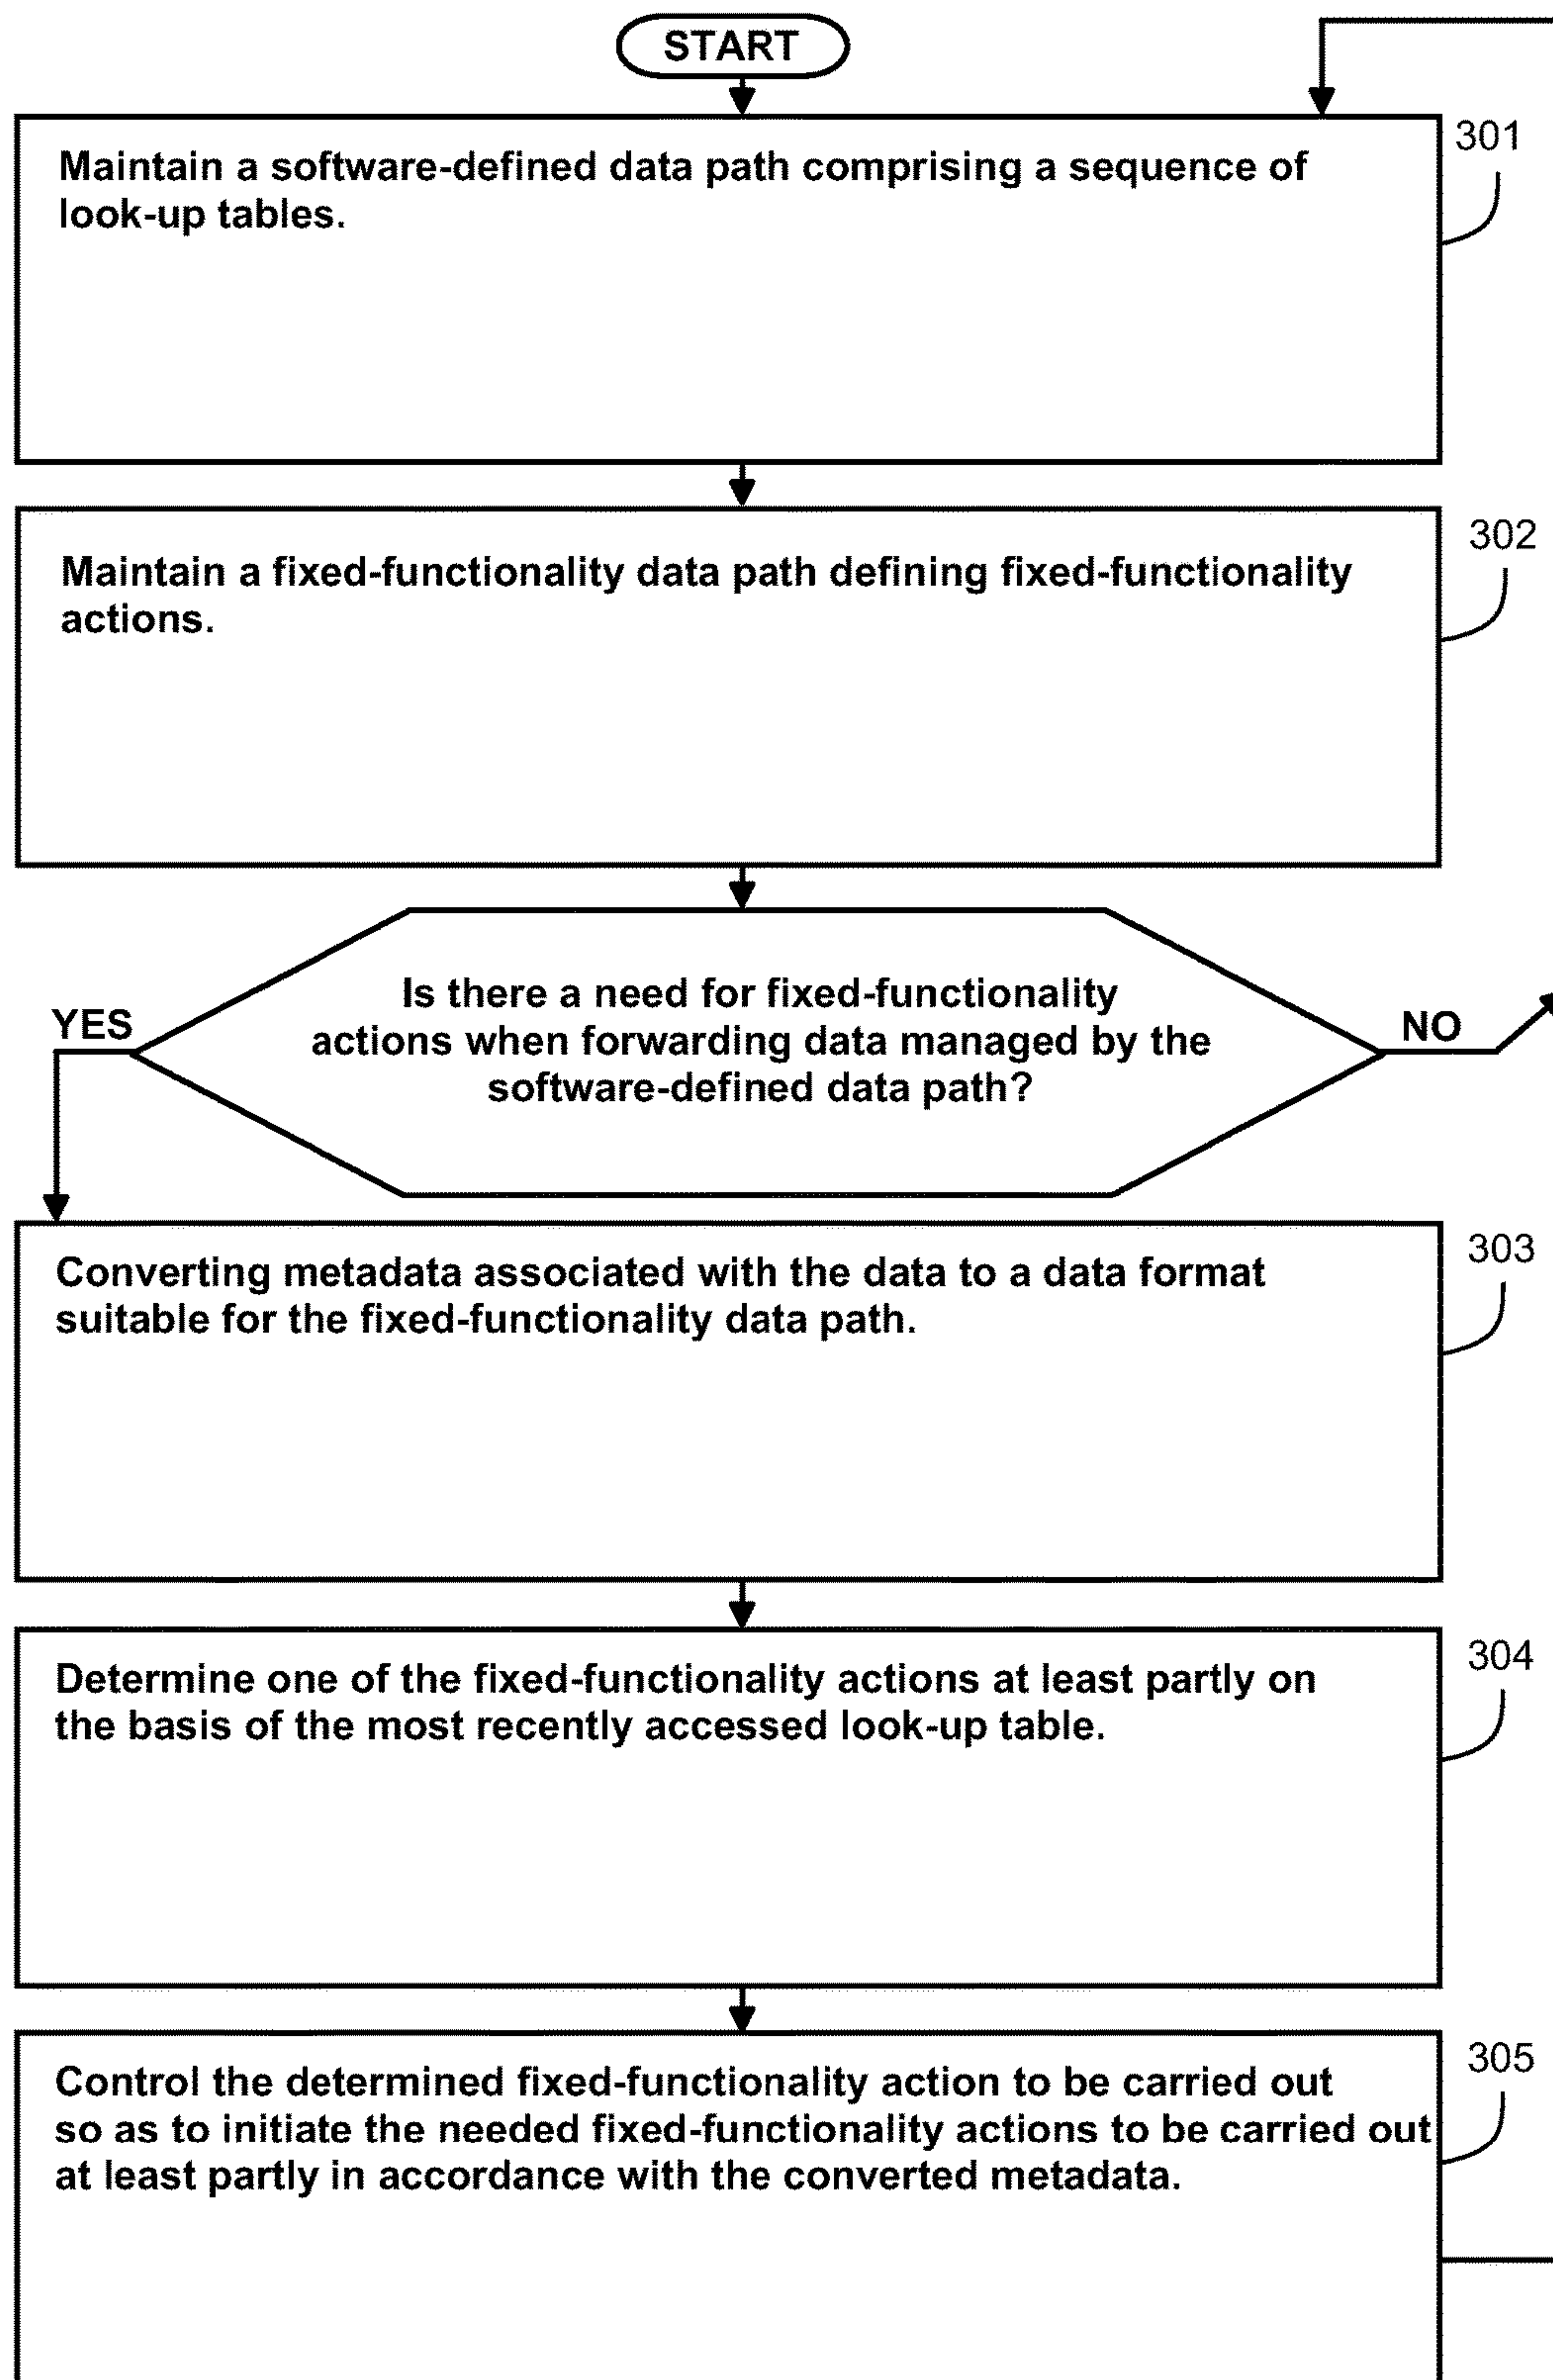 START
301
Maintain a software-defined data path comprising a sequence of
look-up tables.
302
Maintain a fixed-functionality data path defining fixed-functionality
actions.
Is there a need for fixed-functionality
actions when forwarding data managed by the
software-defined data path?
YES
NO
303
Converting metadata associated with the data to a data format
suitable for the fixed-functionality data path.
304
Determine one of the fixed-functionality actions at least partly on
the basis of the most recently accessed look-up table.
305
Control the determined fixed-functionality action to be carried out
so as to initiate the needed fixed-functionality actions to be carried out
at least partly in accordance with the converted metadata.